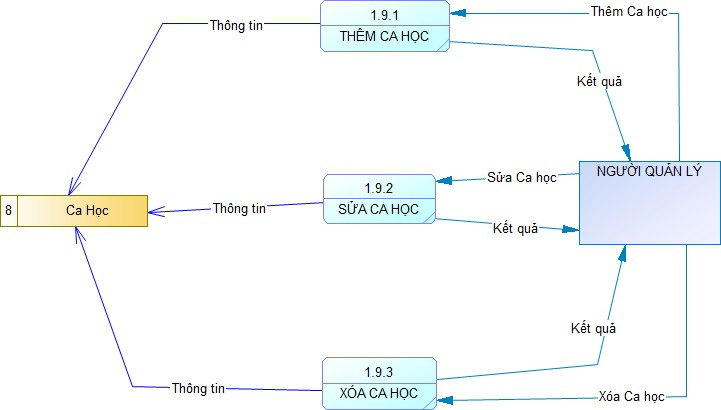 1.9.1
THÊM CA HỌC
Thêm Ca học
Thông tin
Kết quả
NGƯỜI QUẢN LÝ
1.9.2
SỬA CA HỌC
Sửa Ca học
8 Ca Học
Thông tin
Kết quả
Kết quả
1.9.3
XÓA CA HỌC
Thông tin
Xóa Ca học